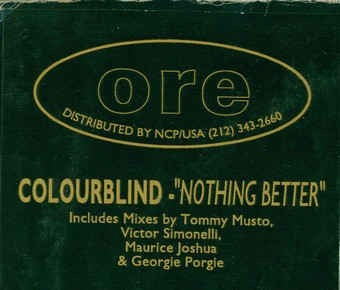 ore
DISTRIBUTED BY NCP/USA (212) 343-2660
COLOURBLIND - "NOTHING BETTER"
Includes Mixes by Tommy Musto,
Victor Simonelli,
Maurice Joshua
& Georgie Porgie